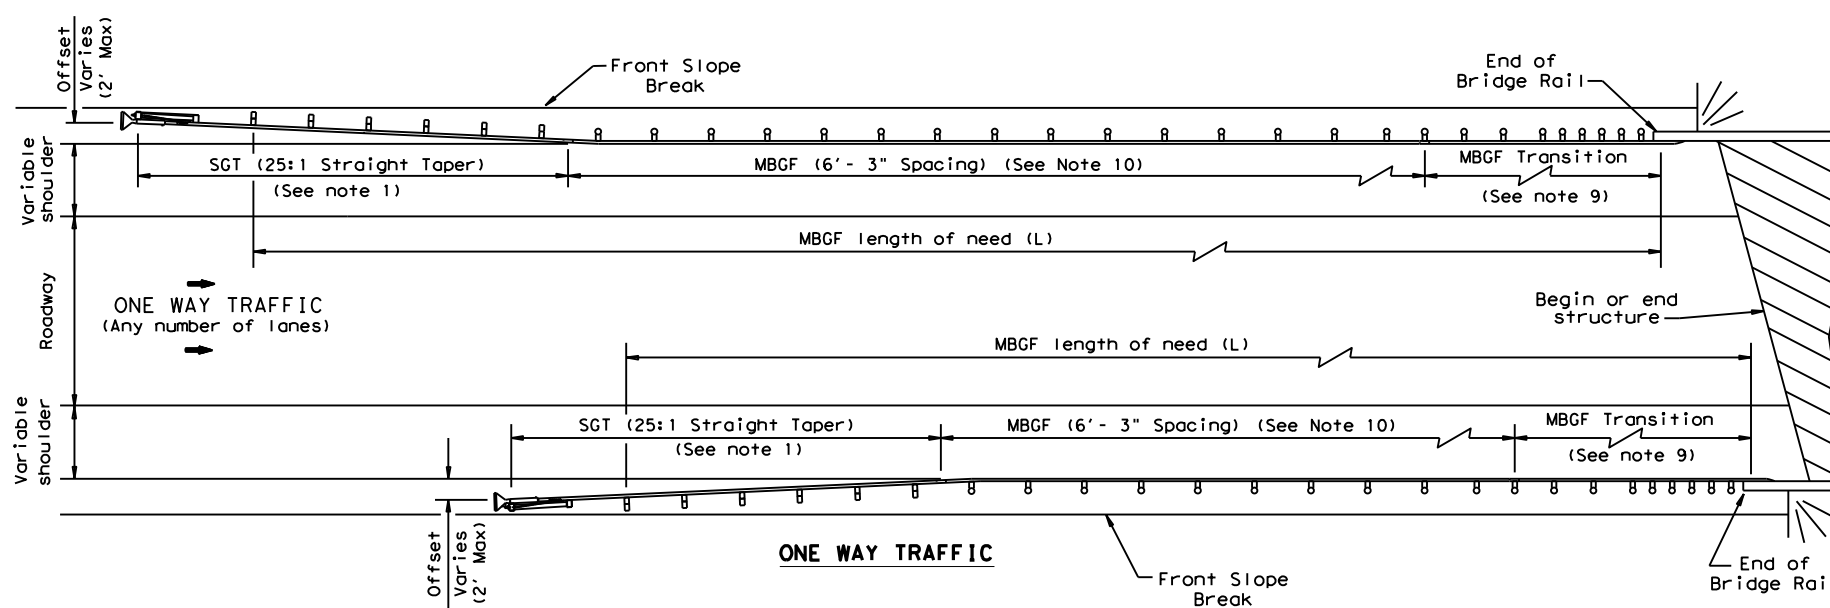 Offset
Varies
(2' Max)
Front Slope
Break
End of
Bridge Rail
Variable
shoulder
SGT (25:1 Straight Taper)
(See note 1)
MBGF (6'- 3" Spacing) (See Note 10)
MBGF Transition
(See note 9)
MBGF length of need (L)
Roadway
ONE WAY TRAFFIC
(Any number of lanes)
Begin or end
structure
MBGF length of need (L)
Variable
shoulder
SGT (25:1 Straight Taper)
(See note 1)
MBGF (6'- 3" Spacing) (See Note 10)
MBGF Transition
(See note 9)
Offset
Varies
(2' Max)
ONE WAY TRAFFIC
Front Slope
Break
End of
Bridge Rai